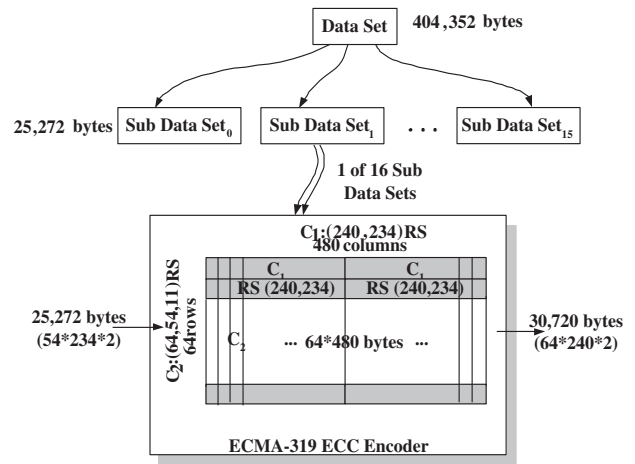 Data Set
404,352 bytes
25,272 bytes
Sub Data Set0
Sub Data Set1
. . .
Sub Data Set15
1 of 16 Sub
Data Sets
C1:(240,234)RS
480 columns
C2:(64,54,11)RS
64rows
C1
C1
RS (240,234)
RS (240,234)
25,272 bytes
(54*234*2)
C2
... 64*480 bytes ...
30,720 bytes
(64*240*2)
ECMA-319 ECC Encoder